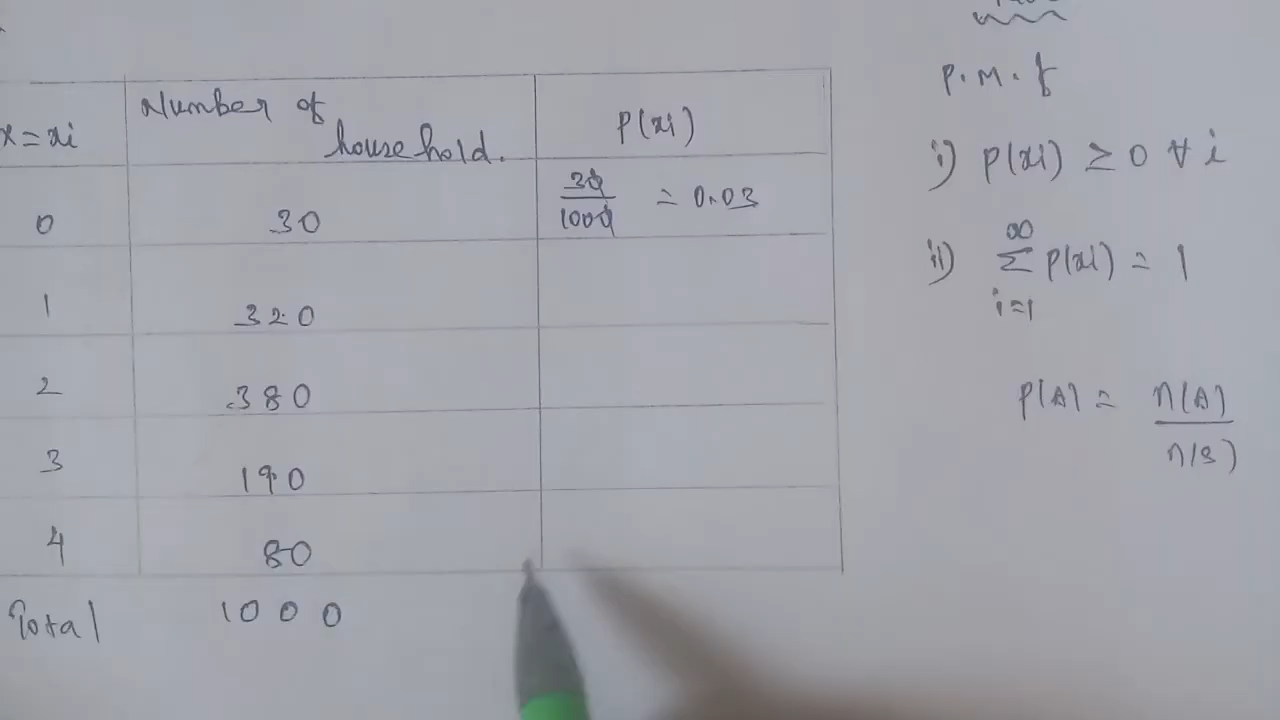 x = xi
Number of household.
P(xi)
0
30
30/1000 = 0.03
1
320
2
380
3
190
4
80
Total
1000
P.M.f
i) P(xi) ≥ 0 ∀ i
ii) ∞ Σ i=1 P(xi) = 1
P(A) = n(A)/n(S)